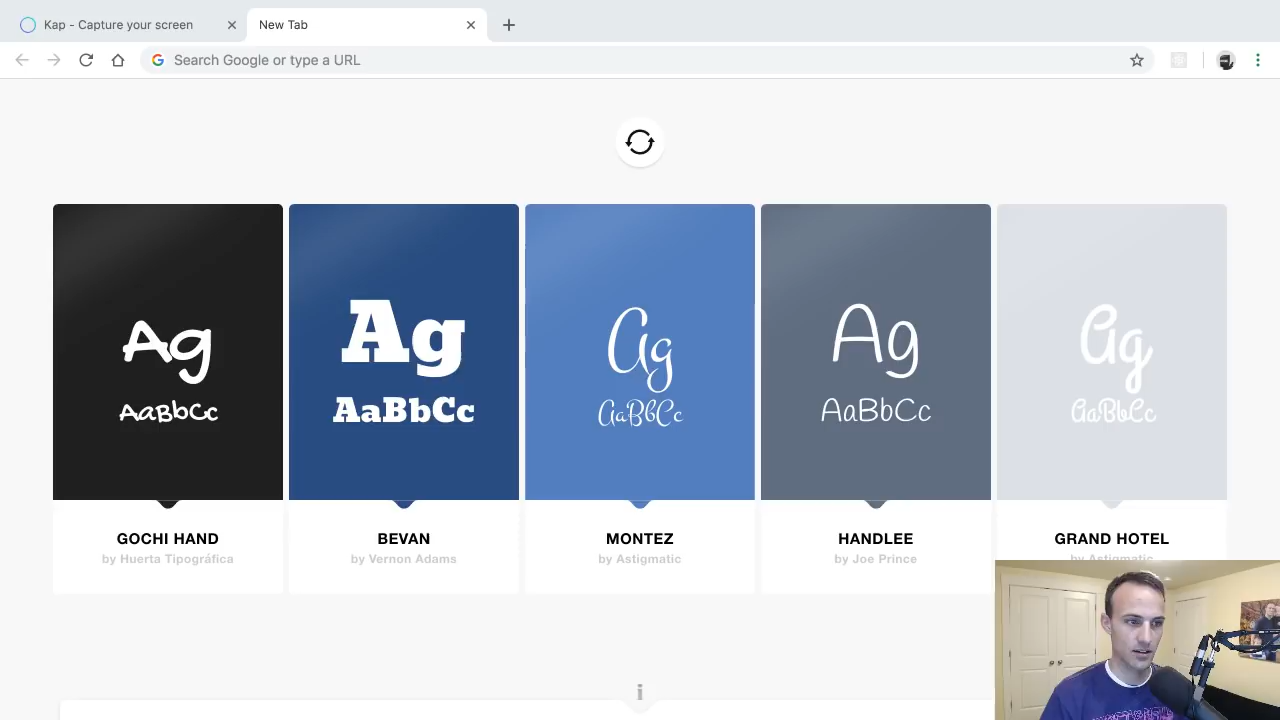 Kap - Capture your screen
New Tab
Search Google or type a URL
Ag
AaBbCc
GOCHI HAND
by Huerta Tipográfica
Ag
AaBbCc
BEVAN
by Vernon Adams
Ag
AaBbCc
MONTEZ
by Astigmatic
Ag
AaBbCc
HANDLEE
by Joe Prince
Ag
AaBbCc
GRAND HOTEL
by Astigmatic
i